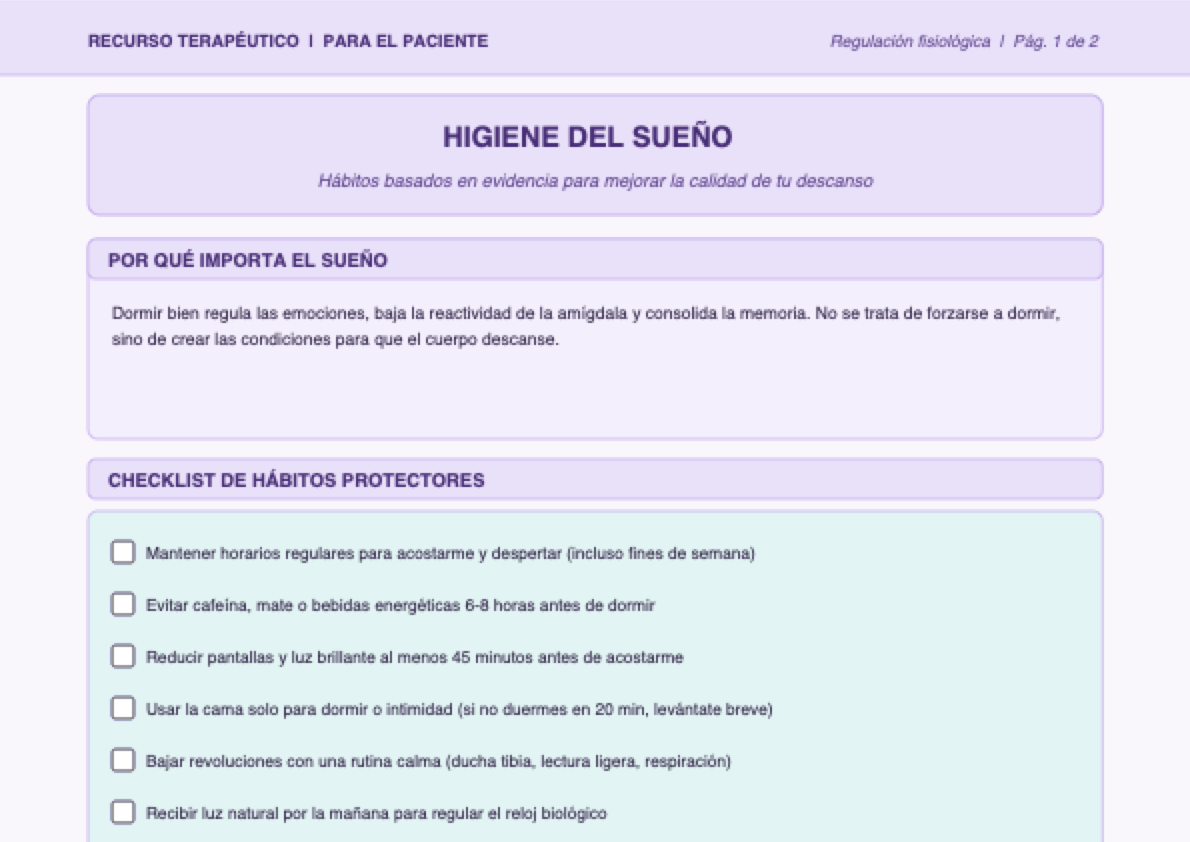 RECURSO TERAPÉUTICO | PARA EL PACIENTE
Regulación fisiológica | Pág. 1 de 2
HIGIENE DEL SUEÑO
Hábitos basados en evidencia para mejorar la calidad de tu descanso
POR QUÉ IMPORTA EL SUEÑO
Dormir bien regula las emociones, baja la reactividad de la amígdala y consolida la memoria. No se trata de forzarse a dormir,
sino de crear las condiciones para que el cuerpo descanse.
CHECKLIST DE HÁBITOS PROTECTORES
Mantener horarios regulares para acostarme y despertar (incluso fines de semana)
Evitar cafeína, mate o bebidas energéticas 6-8 horas antes de dormir
Reducir pantallas y luz brillante al menos 45 minutos antes de acostarme
Usar la cama solo para dormir o intimidad (si no duermes en 20 min, levántate breve)
Bajar revoluciones con una rutina calma (ducha tibia, lectura ligera, respiración)
Recibir luz natural por la mañana para regular el reloj biológico